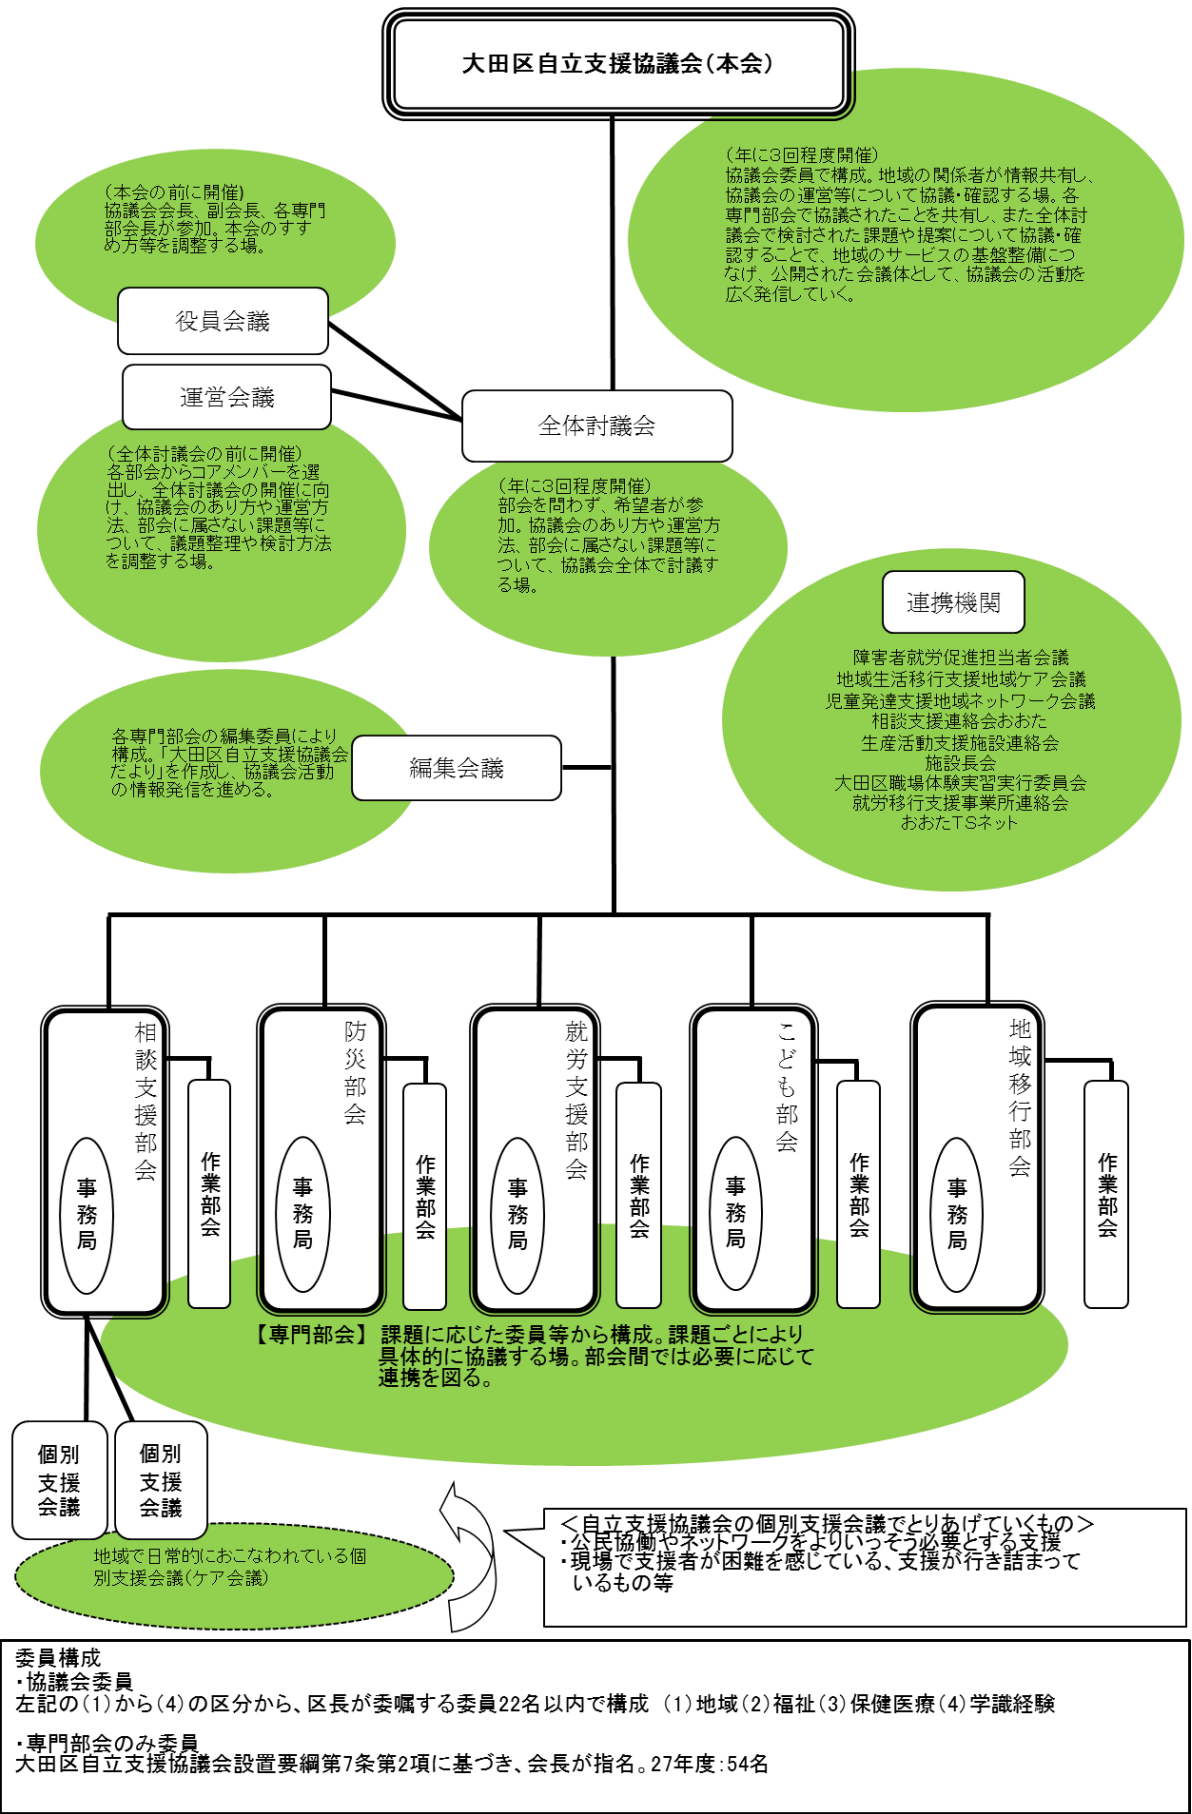 大田区自立支援協議会（本会）
（年に３回程度開催）
協議会委員で構成。地域の関係者が情報共有し、
協議会の運営等について協議・確認する場。各
専門部会で協議されたことを共有し、また全体討
議会で検討された課題や提案について協議・確
認することで、地域のサービスの基盤整備につ
なげ、公開された会議体として、協議会の活動を
広く発信していく。
（本会の前に開催）
協議会会長、副会長、各専門
部会長が参加。本会のすす
め方等を調整する場。
役員会議
運営会議
（全体討議会の前に開催）
各部会からコアメンバーを選
出し、全体討議会の開催に向
け、協議会のあり方や運営方
法、部会に属さない課題等に
ついて、議題整理や検討方法
を調整する場。
全体討議会
（年に３回程度開催）
部会を問わず、希望者が参
加。協議会のあり方や運営方
法、部会に属さない課題等に
ついて、協議会全体で討議す
る場。
連携機関
障害者就労促進担当者会議
地域生活移行支援地域ケア会議
児童発達支援地域ネットワーク会議
相談支援連絡会おおた
生産活動支援施設連絡会
施設長会
大田区職場体験実習実行委員会
就労移行支援事業所連絡会
おおたＴＳネット
各専門部会の編集委員により
構成。「大田区自立支援協議会
だより」を作成し、協議会活動
の情報発信を進める。
編集会議
相談支援部会
事務局
作業部会
防災部会
事務局
作業部会
就労支援部会
事務局
作業部会
こども部会
事務局
作業部会
地域移行部会
事務局
作業部会
【専門部会】 課題に応じた委員等から構成。課題ごとにより
具体的に協議する場。部会間では必要に応じて
連携を図る。
個別
支援
会議
個別
支援
会議
地域で日常的におこなわれている個
別支援会議（ケア会議）
＜自立支援協議会の個別支援会議でとりあげていくもの＞
・公民協働やネットワークをよりいっそう必要とする支援
・現場で支援者が困難を感じている、支援が行き詰まって
いるもの等
委員構成
・協議会委員
左記の（1）から（4）の区分から、区長が委嘱する委員22名以内で構成 （1）地域（2）福祉（3）保健医療（4）学識経験
・専門部会のみ委員
大田区自立支援協議会設置要綱第7条第2項に基づき、会長が指名。27年度：54名